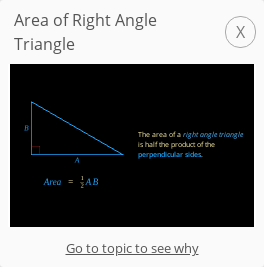 Area of Right Angle
Triangle
X
B
A
The area of a right angle triangle
is half the product of the
perpendicular sides.
Area = ½ A B
Go to topic to see why